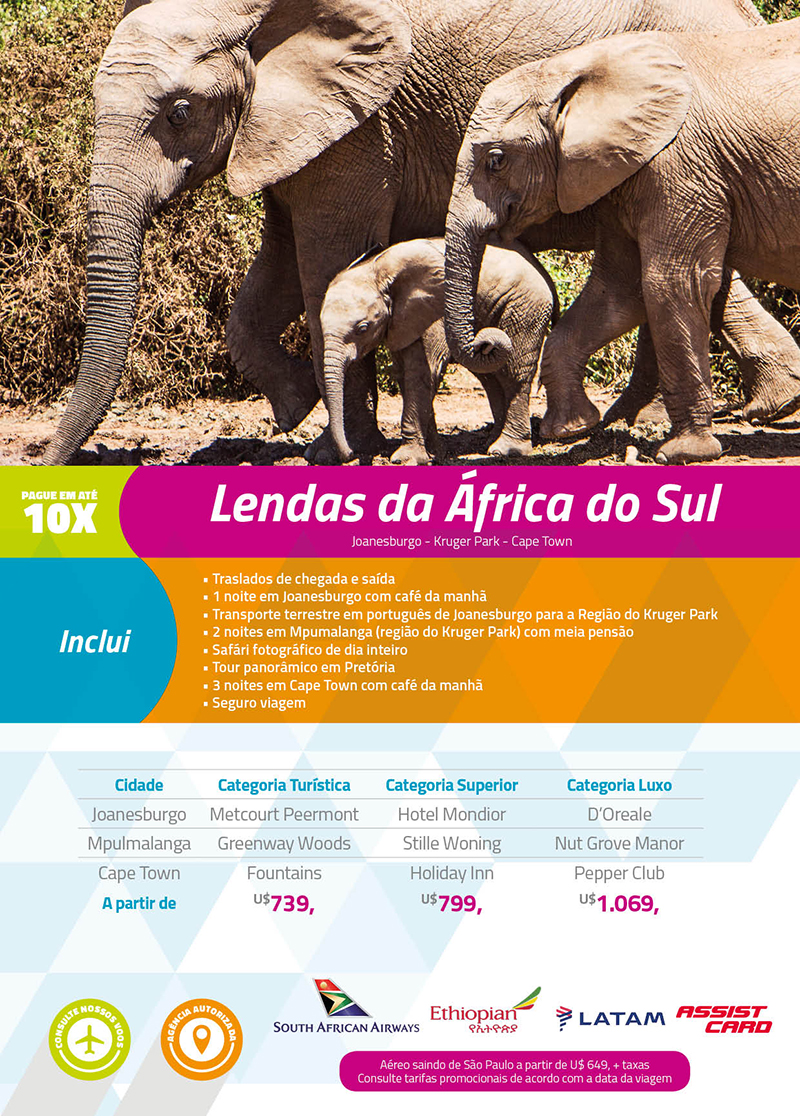 PAGUE EM ATÉ
10X
Lendas da África do Sul
Joanesburgo - Kruger Park - Cape Town
Inclui
• Traslados de chegada e saída
• 1 noite em Joanesburgo com café da manhã
• Transporte terrestre em português de Joanesburgo para a Região do Kruger Park
• 2 noites em Mpumalanga (região do Kruger Park) com meia pensão
• Safári fotográfico de dia inteiro
• Tour panorâmico em Pretória
• 3 noites em Cape Town com café da manhã
• Seguro viagem
Cidade Categoria Turística Categoria Superior Categoria Luxo
Joanesburgo Metcourt Peermont Hotel Mondior D'Oreale
Mpulmalanga Greenway Woods Stille Woning Nut Grove Manor
Cape Town Fountains Holiday Inn Pepper Club
A partir de U$739, U$799, U$1.069,
CONSULTE NOSSOS VOOS
AGÊNCIA AUTORIZADA
SOUTH AFRICAN AIRWAYS
Ethiopian
የኢትዮጵያ
LATAM
ASSIST
CARD
Aéreo saindo de São Paulo a partir de U$ 649, + taxas
Consulte tarifas promocionais de acordo com a data da viagem